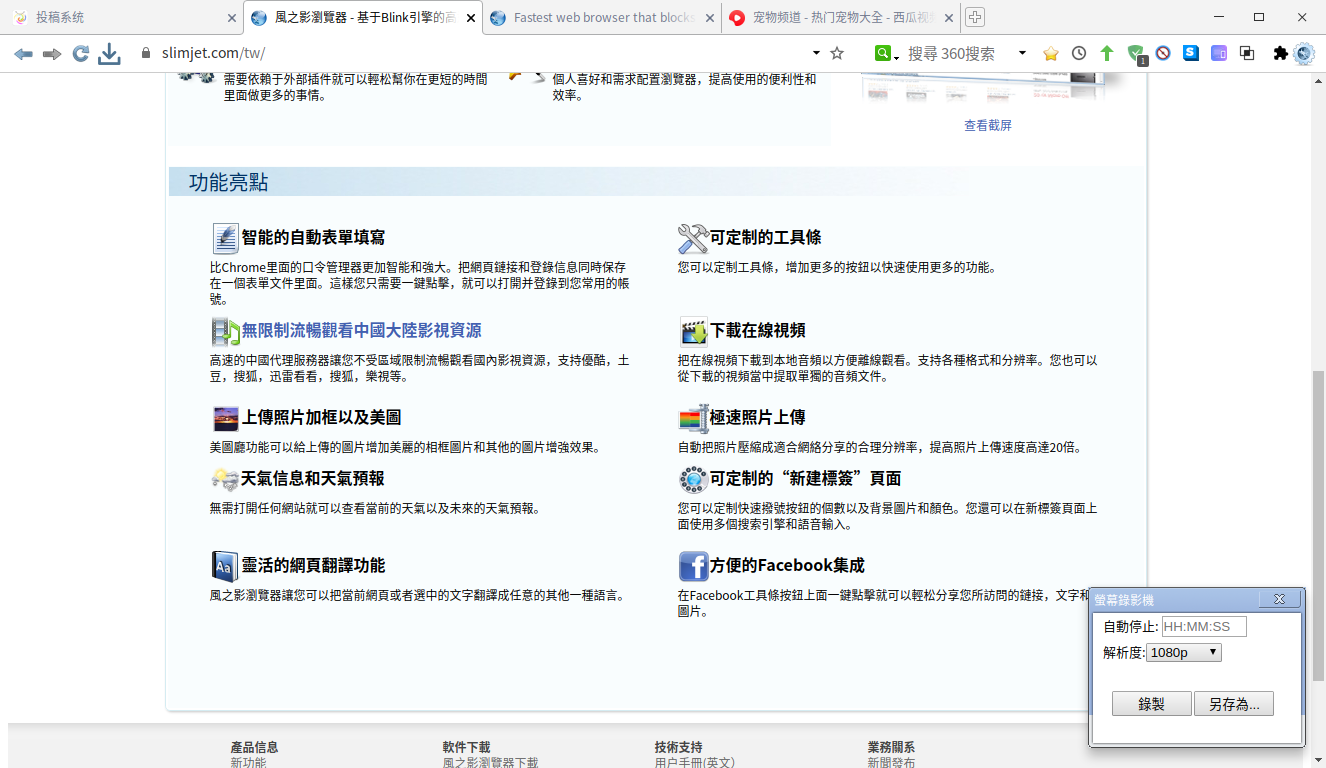 投稿系统
風之影瀏覽器 - 基于Blink引擎的高
Fastest web browser that blocks
宠物频道 - 热门宠物大全 - 西瓜视频
slimjet.com/tw/
搜尋 360搜索
1
需要依賴于外部插件就可以輕松幫你在更短的時間
里面做更多的事情。
個人喜好和需求配置瀏覽器，提高使用的便利性和
效率。
查看截屏
功能亮點
智能的自動表單填寫
比Chrome里面的口令管理器更加智能和強大。把網頁鏈接和登錄信息同時保存
在一個表單文件里面。這樣您只需要一鍵點擊，就可以打開并登錄到您常用的帳
號。
可定制的工具條
您可以定制工具條，增加更多的按鈕以快速使用更多的功能。
無限制流暢觀看中國大陸影視資源
高速的中國代理服務器讓您不受區域限制流暢觀看國內影視資源，支持優酷，土
豆，搜狐，迅雷看看，搜狐，樂視等。
下載在線視頻
把在線視頻下載到本地音頻以方便離線觀看。支持各種格式和分辨率。您也可以
從下載的視頻當中提取單獨的音頻文件。
上傳照片加框以及美圖
美圖廳功能可以給上傳的圖片增加美麗的相框圖片和其他的圖片增強效果。
極速照片上傳
自動把照片壓縮成適合網絡分享的合理分辨率，提高照片上傳速度高達20倍。
天氣信息和天氣預報
無需打開任何網站就可以查看當前的天氣以及未來的天氣預報。
可定制的“新建標簽”頁面
您可以定制快速撥號按鈕的個數以及背景圖片和顏色。您還可以在新標簽頁面上
面使用多個搜索引擎和語音輸入。
Aa
靈活的網頁翻譯功能
風之影瀏覽器讓您可以把當前網頁或者選中的文字翻譯成任意的其他一種語言。
方便的Facebook集成
在Facebook工具條按鈕上面一鍵點擊就可以輕松分享您所訪問的鏈接，文字和
圖片。
螢幕錄影機
自動停止: HH:MM:SS
解析度: 1080p
錄製
另存為...
產品信息
新功能
軟件下載
風之影瀏覽器下載
技術支持
用户手冊(英文)
業務關系
新聞發布